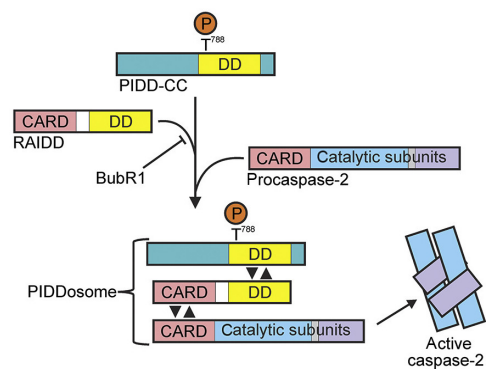 P
T788
DD
PIDD-CC
CARD
DD
RAIDD
BubR1
CARD
Catalytic subunits
Procaspase-2
P
T788
DD
PIDDosome
CARD
DD
CARD
Catalytic subunits
Active
caspase-2